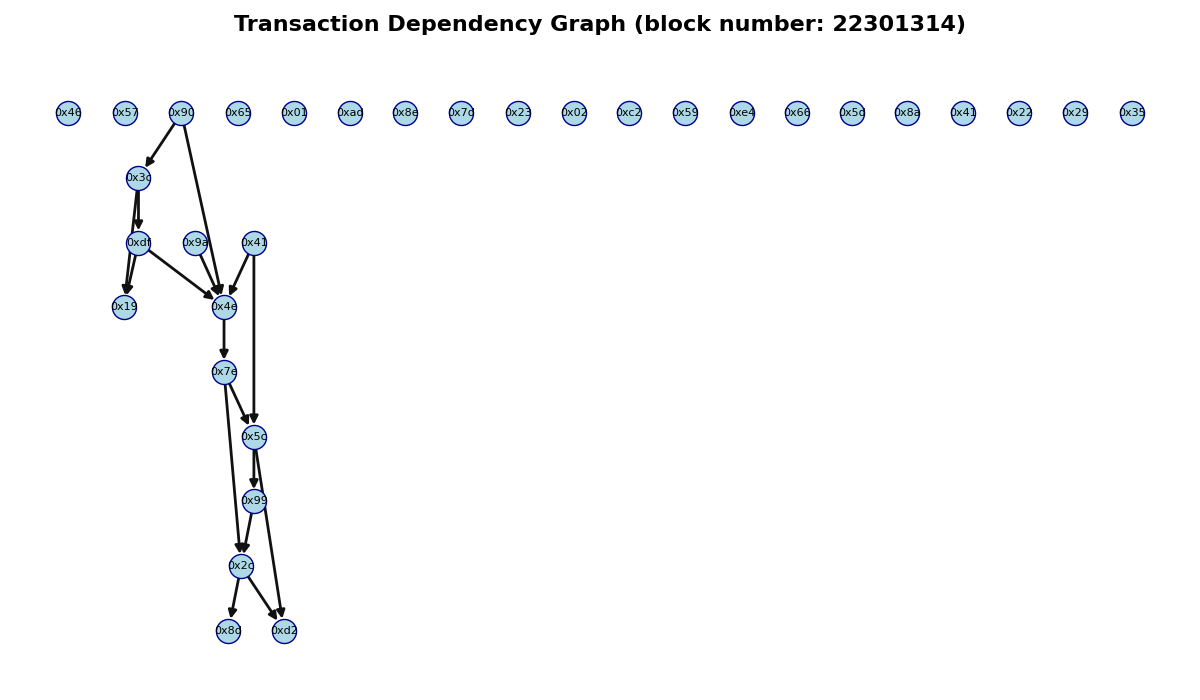 Transaction Dependency Graph (block number: 22301314)
0x46 0x57 0x90 0x65 0x01 0xad 0x8e 0x7d 0x23 0x02 0xc2 0x59 0xe4 0x66 0x5d 0x8a 0x41 0x22 0x29 0x35
0x3c
0xdf 0x9a 0x41
0x19 0x4e
0x7e
0x5c
0x99
0x2c
0x8d 0xd2